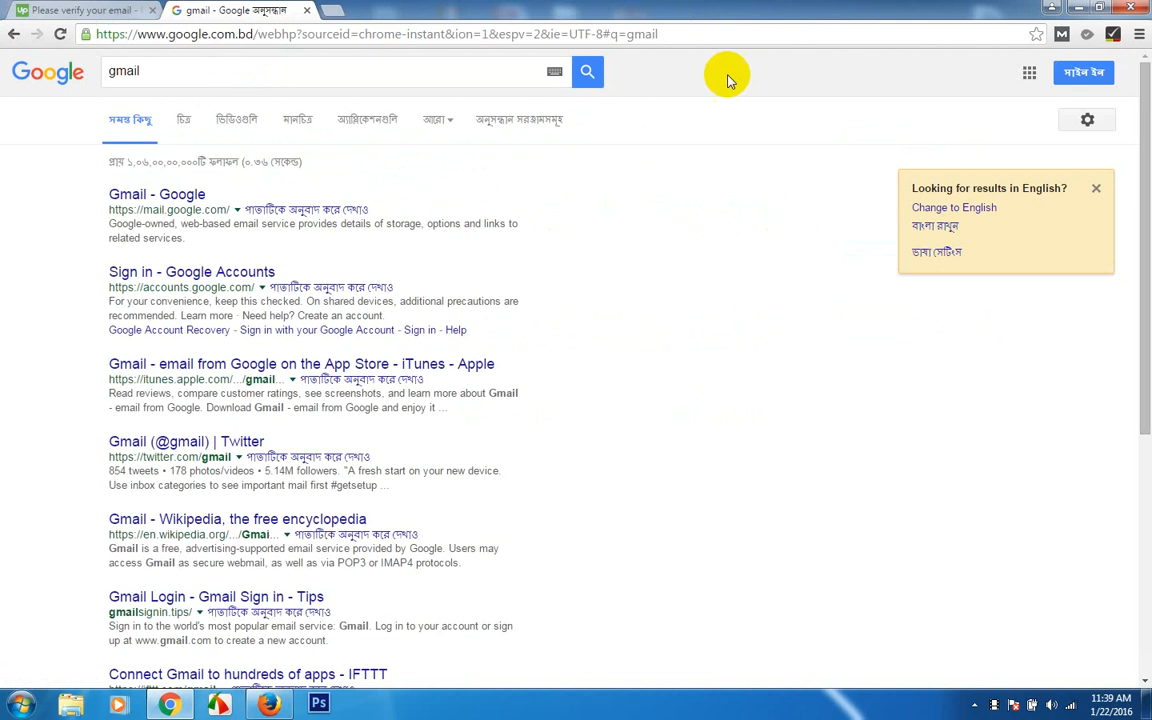 Please verify your email -
gmail - Google অনুসন্ধান
https://www.google.com.bd/webhp?sourceid=chrome-instant&ion=1&espv=2&ie=UTF-8#q=gmail
Google
gmail
সাইন ইন
সমস্ত কিছু
চিত্র
ভিডিওগুলি
মানচিত্র
অ্যাপ্লিকেশনগুলি
আরো
অনুসন্ধান সরঞ্জামসমূহ
প্রায় ১,০৬,০০,০০,০০০টি ফলাফল (০.৩৬ সেকেন্ড)
Gmail - Google
https://mail.google.com/ পাতাটিকে অনুবাদ করে দেখাও
Google-owned, web-based email service provides details of storage, options and links to
related services.
Sign in - Google Accounts
https://accounts.google.com/ পাতাটিকে অনুবাদ করে দেখাও
For your convenience, keep this checked. On shared devices, additional precautions are
recommended. Learn more · Need help? Create an account.
Google Account Recovery - Sign in with your Google Account - Sign in - Help
Gmail - email from Google on the App Store - iTunes - Apple
https://itunes.apple.com/.../gmail... পাতাটিকে অনুবাদ করে দেখাও
Read reviews, compare customer ratings, see screenshots, and learn more about Gmail
- email from Google. Download Gmail - email from Google and enjoy it ...
Gmail (@gmail) | Twitter
https://twitter.com/gmail পাতাটিকে অনুবাদ করে দেখাও
854 tweets • 178 photos/videos • 5.14M followers. "A fresh start on your new device.
Use inbox categories to see important mail first #getsetup ...
Gmail - Wikipedia, the free encyclopedia
https://en.wikipedia.org/.../Gmai... পাতাটিকে অনুবাদ করে দেখাও
Gmail is a free, advertising-supported email service provided by Google. Users may
access Gmail as secure webmail, as well as via POP3 or IMAP4 protocols.
Gmail Login - Gmail Sign in - Tips
gmailsignin.tips/ পাতাটিকে অনুবাদ করে দেখাও
Sign in to the world's most popular email service: Gmail. Log in to your account or sign
up at www.gmail.com to create a new account.
Connect Gmail to hundreds of apps - IFTTT
Looking for results in English?
Change to English
বাংলা রাখুন
ভাষা সেটিংস
Ps
11:39 AM
1/22/2016